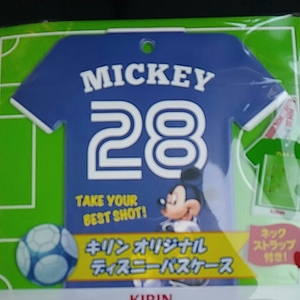 MICKEY
28
TAKE YOUR
BEST SHOT!
キリン オリジナル
ディズニーパスケース
ネック
ストラップ
付き!
KIRIN